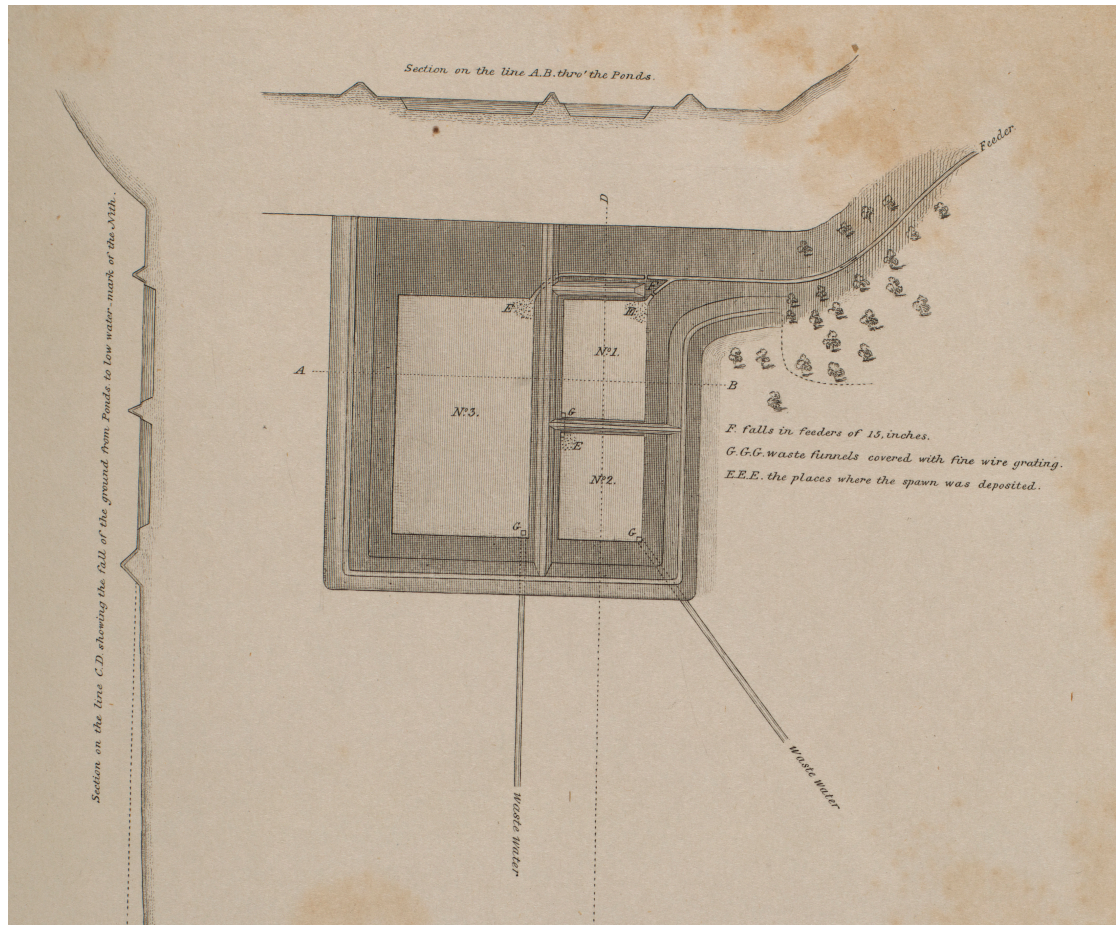 Section on the line A.B. thro' the Ponds.
Feeder
D
Section on the line C.D. shewing the fall of the ground from Ponds to low water-mark of the Nith.
F
E
E
Nº1.
A
B
Nº3.
G
F. falls in feeders of 15, inches.
E
G.G.G. waste funnels covered with fine wire grating.
Nº2.
E.E.E. the places where the spawn was deposited.
G
G
Waste water
Waste water